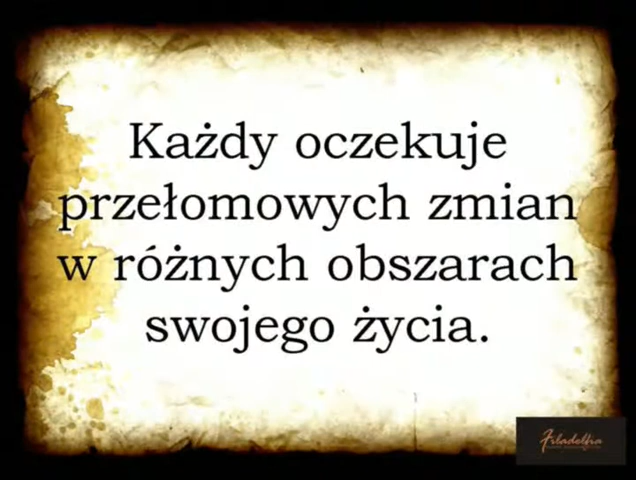 Każdy oczekuje
przełomowych zmian
w różnych obszarach
swojego życia.
Filadelfia